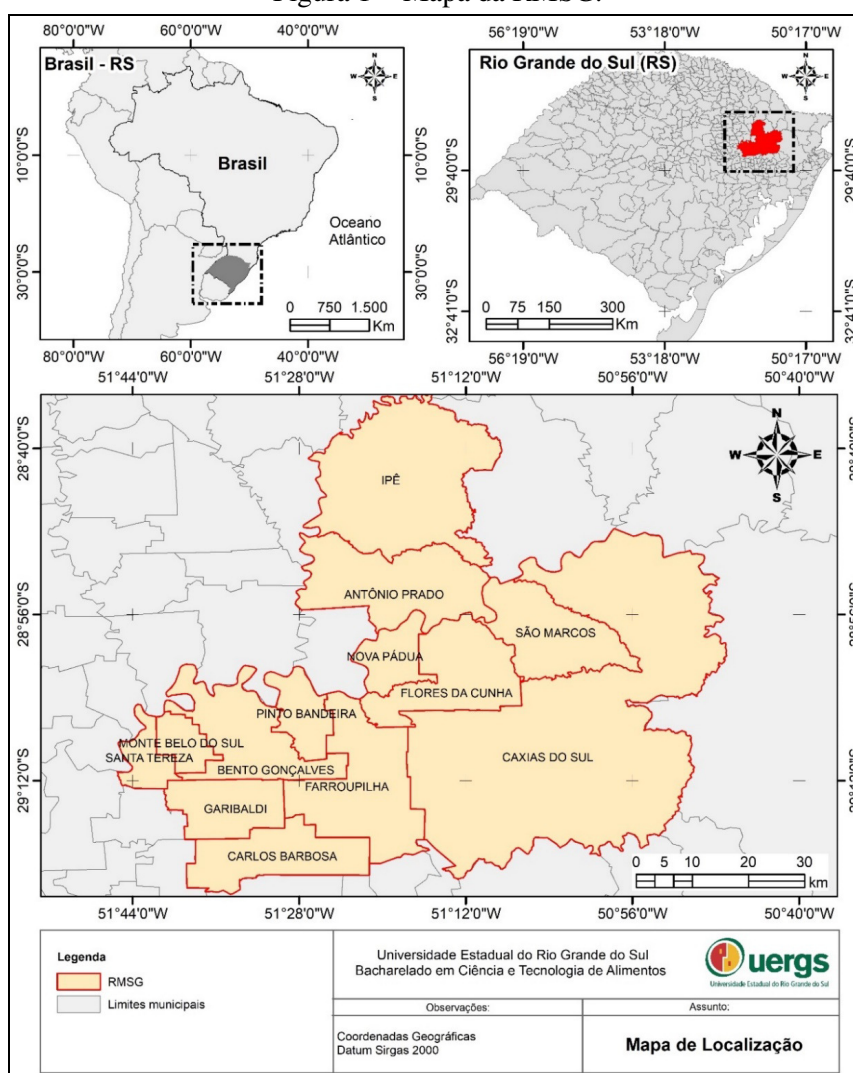 Figura 1 – Mapa da RMSG.
80°0'0"W 60°0'0"W 40°0'0"W
56°19'0"W 53°18'0"W 50°17'0"W
Brasil - RS
N
W E
S
Brasil
Oceano
Atlântico
10°0'0"S
30°0'0"S
10°0'0"S
30°0'0"S
0 750 1.500
Km
80°0'0"W 60°0'0"W 40°0'0"W
Rio Grande do Sul (RS)
N
W E
S
29°40'0"S
32°41'0"S
29°40'0"S
32°41'0"S
0 75 150 300
Km
56°19'0"W 53°18'0"W 50°17'0"W
51°44'0"W 51°28'0"W 51°12'0"W 50°56'0"W 50°40'0"W
28°40'0"S
28°56'0"S
29°12'0"S
N
W E
S
IPÊ
ANTÔNIO PRADO
SÃO MARCOS
NOVA PÁDUA
FLORES DA CUNHA
PINTO BANDEIRA
MONTE BELO DO SUL
SANTA TEREZA
CAXIAS DO SUL
BENTO GONÇALVES
FARROUPILHA
GARIBALDI
CARLOS BARBOSA
0 5 10 20 30
km
51°44'0"W 51°28'0"W 51°12'0"W 50°56'0"W 50°40'0"W
Legenda
RMSG
Limites municipais
Universidade Estadual do Rio Grande do Sul
Bacharelado em Ciência e Tecnologia de Alimentos
uergs
Universidade Estadual do Rio Grande do Sul
Observações:
Assunto:
Coordenadas Geográficas
Datum Sirgas 2000
Mapa de Localização